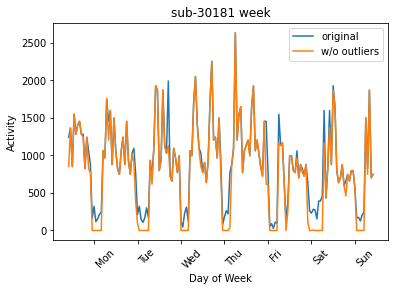 sub-30181 week
original
w/o outliers
Activity
2500
2000
1500
1000
500
0
Mon
Tue
Wed
Thu
Fri
Sat
Sun
Day of Week